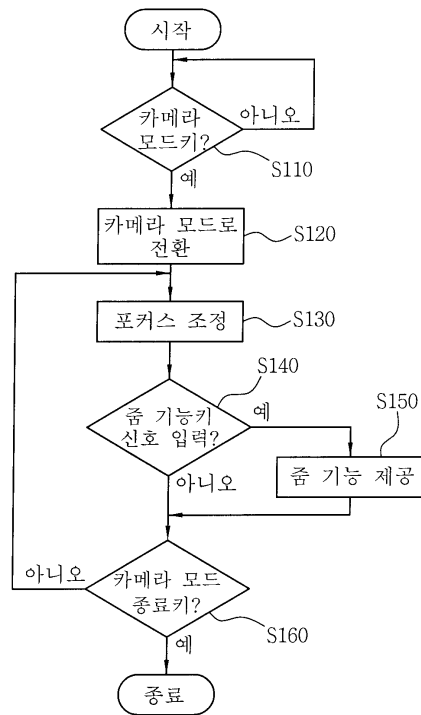 시작
카메라
모드키?
아니오
S110
예
카메라 모드로
전환
S120
포커스 조정
S130
S140
줌 기능키
신호 입력?
예
S150
줌 기능 제공
아니오
아니오
카메라 모드
종료키?
S160
예
종료